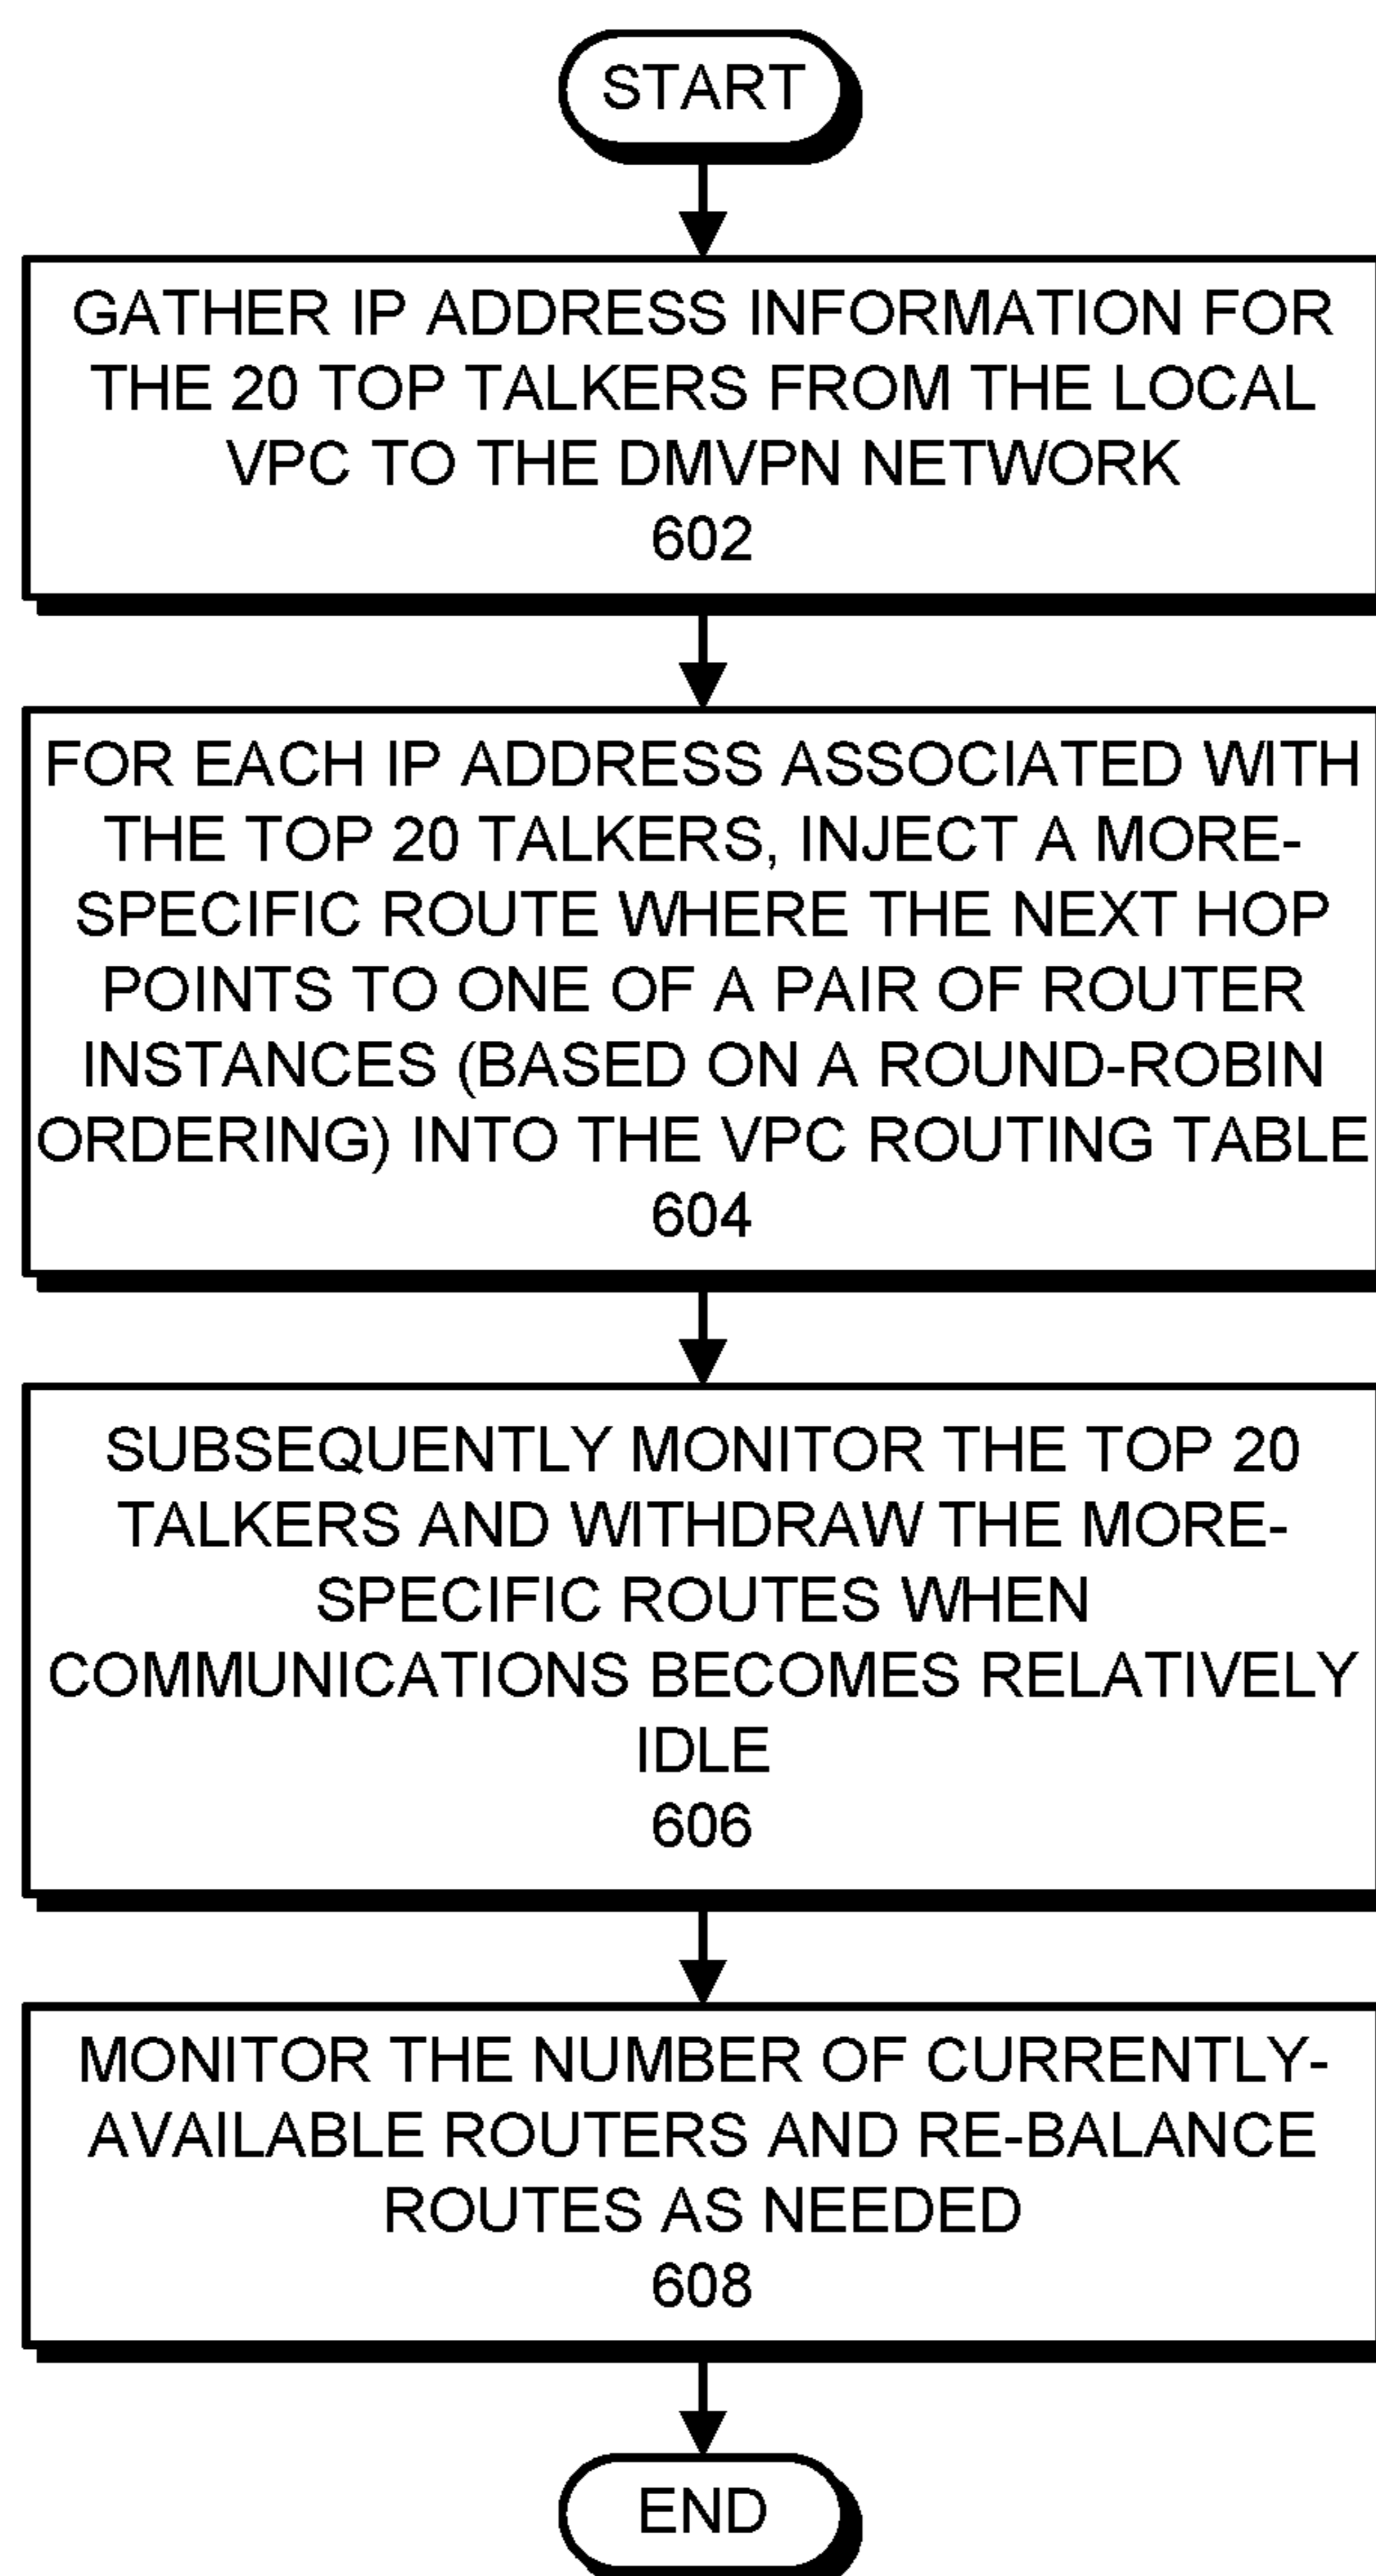 START
GATHER IP ADDRESS INFORMATION FOR
THE 20 TOP TALKERS FROM THE LOCAL
VPC TO THE DMVPN NETWORK
602
FOR EACH IP ADDRESS ASSOCIATED WITH
THE TOP 20 TALKERS, INJECT A MORE-
SPECIFIC ROUTE WHERE THE NEXT HOP
POINTS TO ONE OF A PAIR OF ROUTER
INSTANCES (BASED ON A ROUND-ROBIN
ORDERING) INTO THE VPC ROUTING TABLE
604
SUBSEQUENTLY MONITOR THE TOP 20
TALKERS AND WITHDRAW THE MORE-
SPECIFIC ROUTES WHEN
COMMUNICATIONS BECOMES RELATIVELY
IDLE
606
MONITOR THE NUMBER OF CURRENTLY-
AVAILABLE ROUTERS AND RE-BALANCE
ROUTES AS NEEDED
608
END